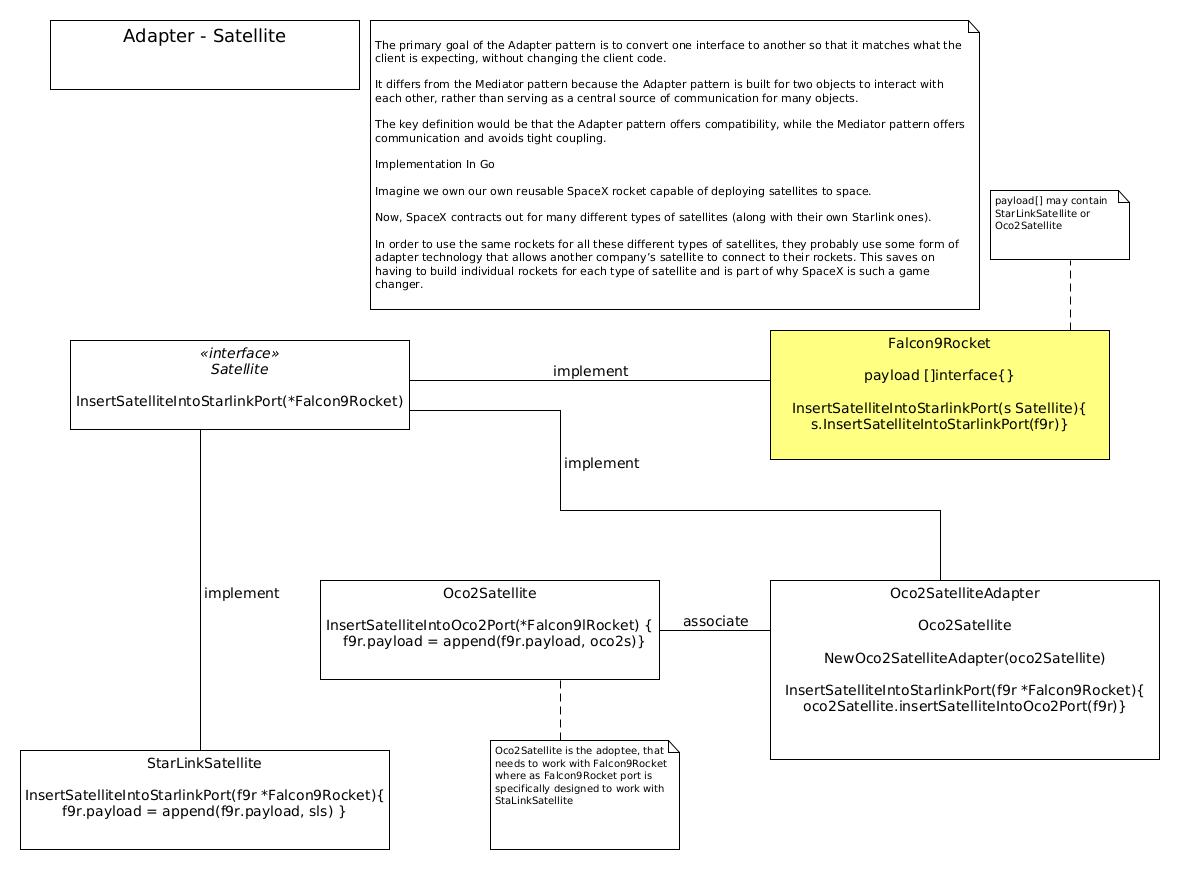 Adapter - Satellite
The primary goal of the Adapter pattern is to convert one interface to another so that it matches what the
client is expecting, without changing the client code.
It differs from the Mediator pattern because the Adapter pattern is built for two objects to interact with
each other, rather than serving as a central source of communication for many objects.
The key definition would be that the Adapter pattern offers compatibility, while the Mediator pattern offers
communication and avoids tight coupling.
Implementation In Go
Imagine we own our own reusable SpaceX rocket capable of deploying satellites to space.
Now, SpaceX contracts out for many different types of satellites (along with their own Starlink ones).
In order to use the same rockets for all these different types of satellites, they probably use some form of
adapter technology that allows another company’s satellite to connect to their rockets. This saves on
having to build individual rockets for each type of satellite and is part of why SpaceX is such a game
changer.
payload[] may contain
StarLinkSatellite or
Oco2Satellite
«interface»
Satellite
InsertSatelliteIntoStarlinkPort(*Falcon9Rocket)
implement
Falcon9Rocket
payload []interface{}
InsertSatelliteIntoStarlinkPort(s Satellite){
s.InsertSatelliteIntoStarlinkPort(f9r)}
implement
implement
Oco2Satellite
InsertSatelliteIntoOco2Port(*Falcon9lRocket) {
f9r.payload = append(f9r.payload, oco2s)}
associate
Oco2SatelliteAdapter
Oco2Satellite
NewOco2SatelliteAdapter(oco2Satellite)
InsertSatelliteIntoStarlinkPort(f9r *Falcon9Rocket){
oco2Satellite.insertSatelliteIntoOco2Port(f9r)}
Oco2Satellite is the adoptee, that
needs to work with Falcon9Rocket
where as Falcon9Rocket port is
specifically designed to work with
StaLinkSatellite
StarLinkSatellite
InsertSatelliteIntoStarlinkPort(f9r *Falcon9Rocket){
f9r.payload = append(f9r.payload, sls) }